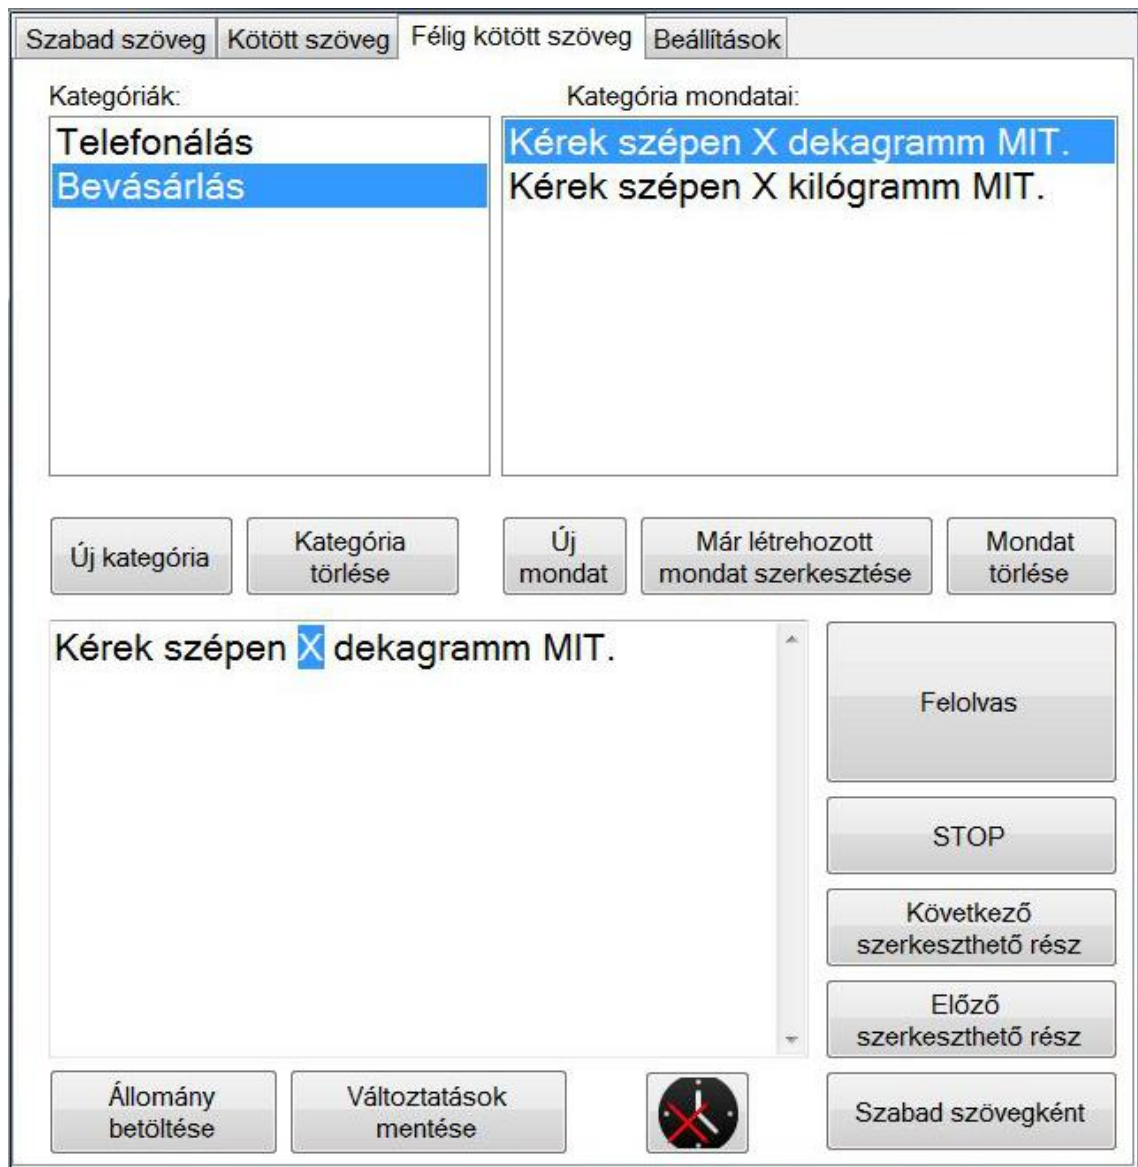 Szabad szöveg Kötött szöveg Félig kötött szöveg Beállítások
Kategóriák:
Telefonálás
Bevásárlás
Kategória mondatai:
Kérek szépen X dekagramm MIT.
Kérek szépen X kilógramm MIT.
Új kategória
Kategória
törlése
Új
mondat
Már létrehozott
mondat szerkesztése
Mondat
törlése
Kérek szépen X dekagramm MIT.
Felolvas
STOP
Következő
szerkeszthető rész
Előző
szerkeszthető rész
Állomány
betöltése
Változtatások
mentése
Szabad szövegként